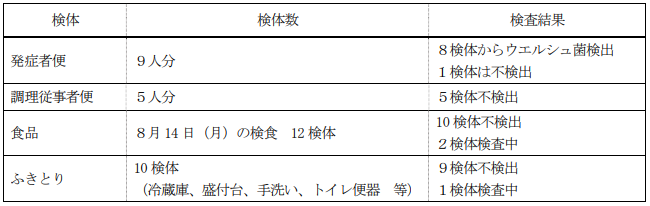 検体 検体数 検査結果
発症者便 ９人分 ８検体からウエルシュ菌検出
１検体は不検出
調理従事者便 ５人分 ５検体不検出
食品 ８月 14 日（月）の検食　12 検体 10 検体不検出
２検体検査中
ふきとり 10 検体 ９検体不検出
（冷蔵庫、盛付台、手洗い、トイレ便器　等） １検体検査中